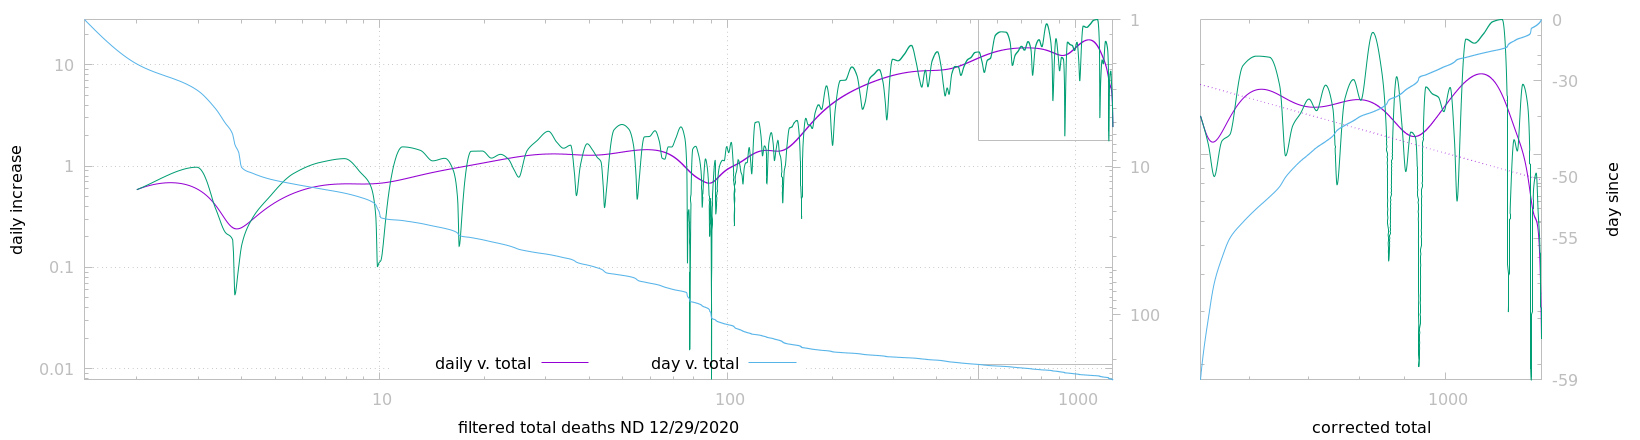 10
1
0.1
0.01
daily increase
10
100
1000
filtered total deaths ND 12/29/2020
daily v. total
day v. total
1
10
100
1000
corrected total
0
-30
-50
-55
-59
day since